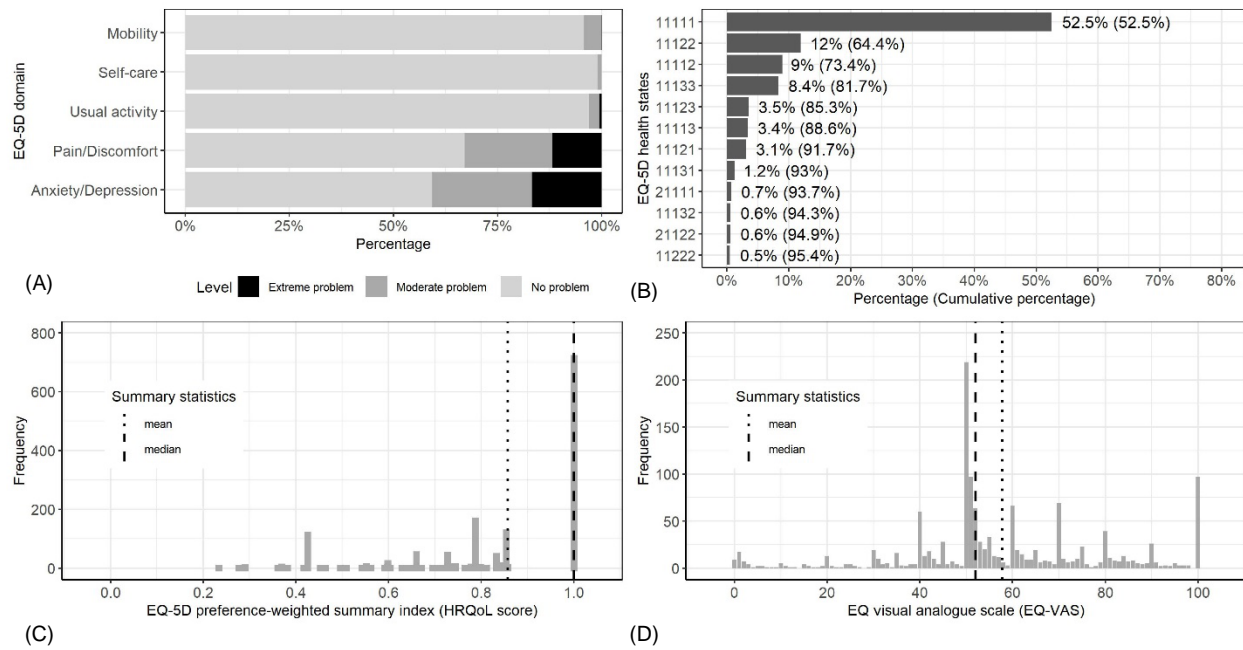 EQ-5D domain
Mobility
Self-care
Usual activity
Pain/Discomfort
Anxiety/Depression
0% 25% 50% 75% 100%
Percentage
(A)
Level Extreme problem Moderate problem No problem
EQ-5D health states
11111 52.5% (52.5%)
11122 12% (64.4%)
11112 9% (73.4%)
11133 8.4% (81.7%)
11123 3.5% (85.3%)
11113 3.4% (88.6%)
11121 3.1% (91.7%)
11131 1.2% (93%)
21111 0.7% (93.7%)
11132 0.6% (94.3%)
21122 0.6% (94.9%)
11222 0.5% (95.4%)
0% 10% 20% 30% 40% 50% 60% 70% 80%
Percentage (Cumulative percentage)
(B)
Frequency
800
600
400
200
0
Summary statistics
mean
median
0.0 0.2 0.4 0.6 0.8 1.0
EQ-5D preference-weighted summary index (HRQoL score)
(C)
Frequency
250
200
150
100
50
0
Summary statistics
mean
median
0 20 40 60 80 100
EQ visual analogue scale (EQ-VAS)
(D)